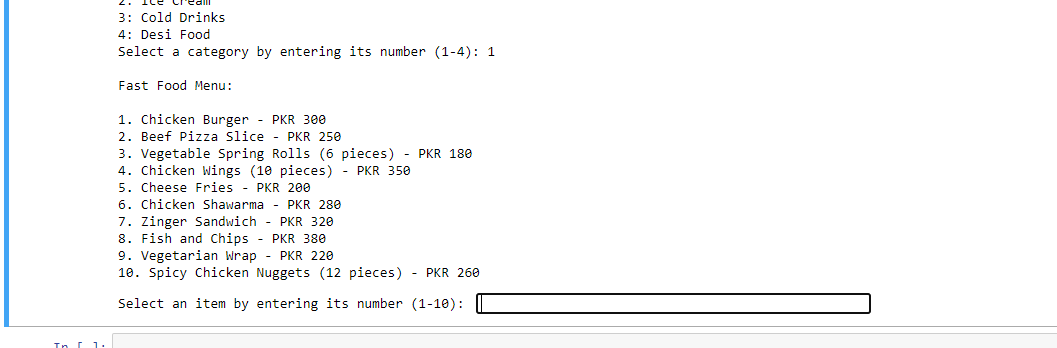 2. Ice Cream
3: Cold Drinks
4: Desi Food
Select a category by entering its number (1-4): 1
Fast Food Menu:
1. Chicken Burger - PKR 300
2. Beef Pizza Slice - PKR 250
3. Vegetable Spring Rolls (6 pieces) - PKR 180
4. Chicken Wings (10 pieces) - PKR 350
5. Cheese Fries - PKR 200
6. Chicken Shawarma - PKR 280
7. Zinger Sandwich - PKR 320
8. Fish and Chips - PKR 380
9. Vegetarian Wrap - PKR 220
10. Spicy Chicken Nuggets (12 pieces) - PKR 260
Select an item by entering its number (1-10):
In [ ]: